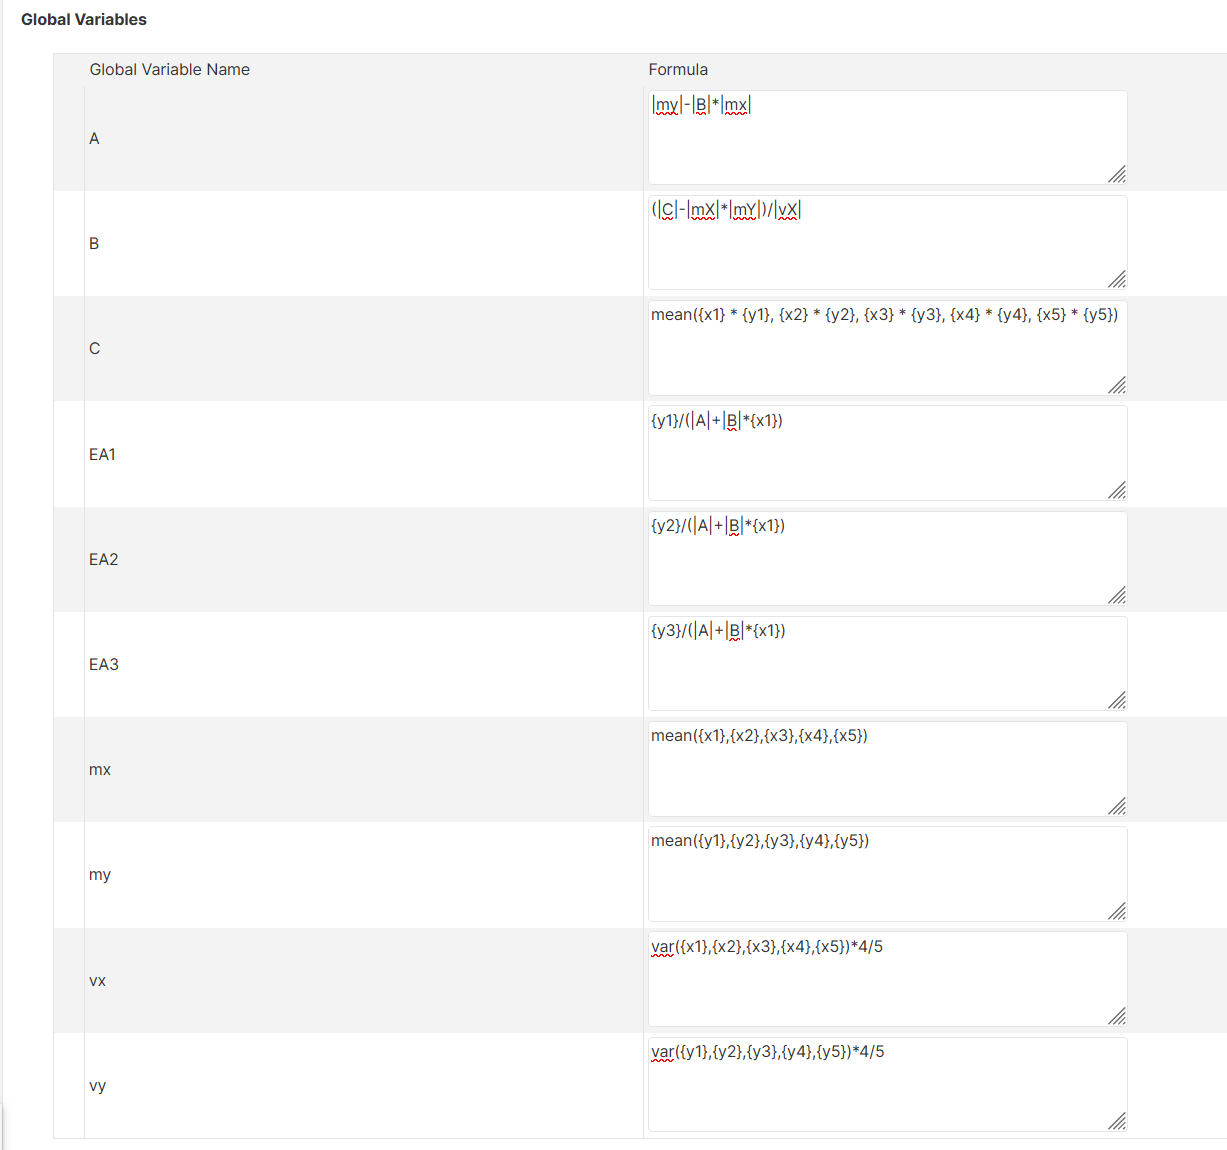 Global Variables
Global Variable Name Formula
A |my|-|B|*|mx|
B (|C|-|mX|*|mY|)/|vX|
C mean({x1} * {y1}, {x2} * {y2}, {x3} * {y3}, {x4} * {y4}, {x5} * {y5})
EA1 {y1}/(|A|+|B|*{x1})
EA2 {y2}/(|A|+|B|*{x1})
EA3 {y3}/(|A|+|B|*{x1})
mx mean({x1},{x2},{x3},{x4},{x5})
my mean({y1},{y2},{y3},{y4},{y5})
vx var({x1},{x2},{x3},{x4},{x5})*4/5
vy var({y1},{y2},{y3},{y4},{y5})*4/5